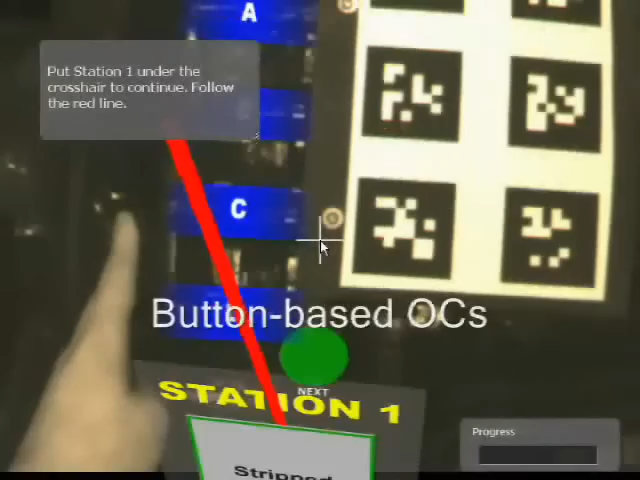 A
Put Station 1 under the
crosshair to continue. Follow
the red line.
C
Button-based OCs
NEXT
STATION 1
Stripped
Progress